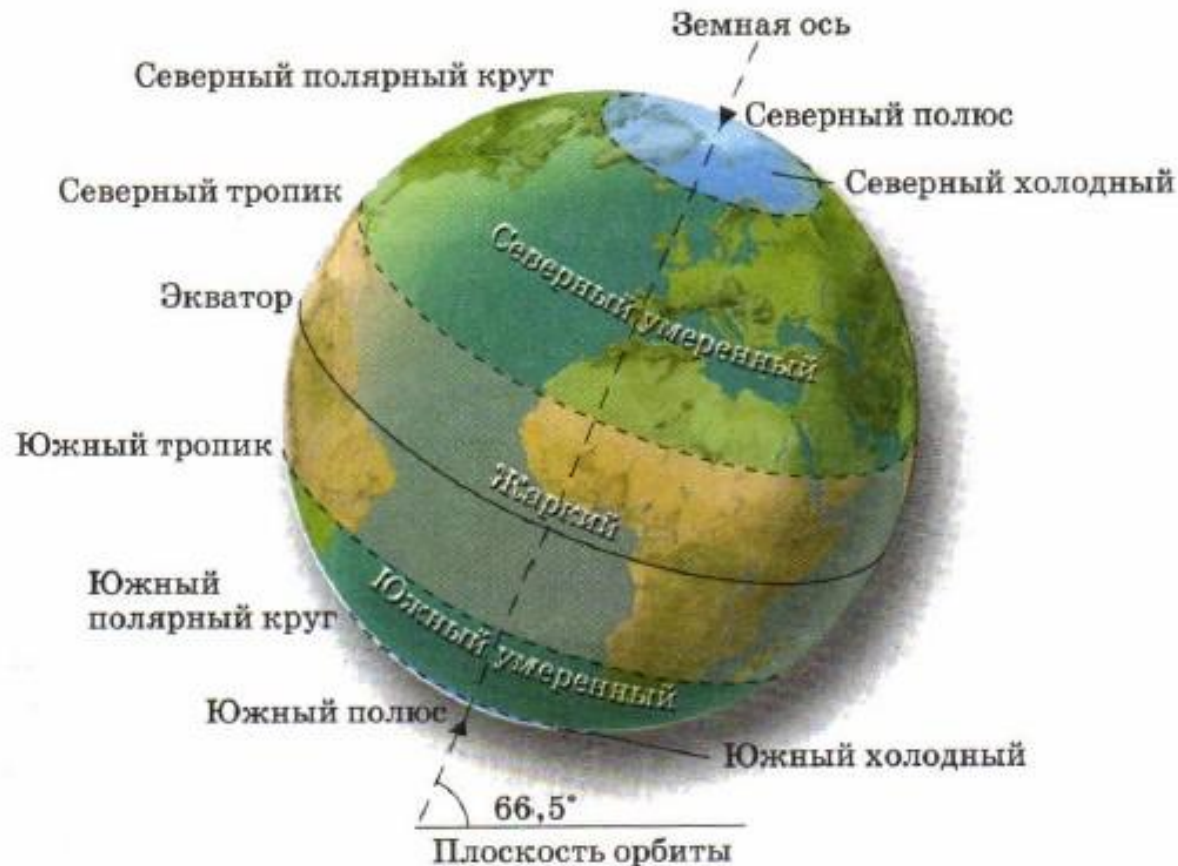 Земная ось
Северный полярный круг
Северный полюс
Северный холодный
Северный тропик
Северный умеренный
Экватор
Южный тропик
Жаркий
Южный
полярный круг
Южный умеренный
Южный полюс
Южный холодный
66,5°
Плоскость орбиты